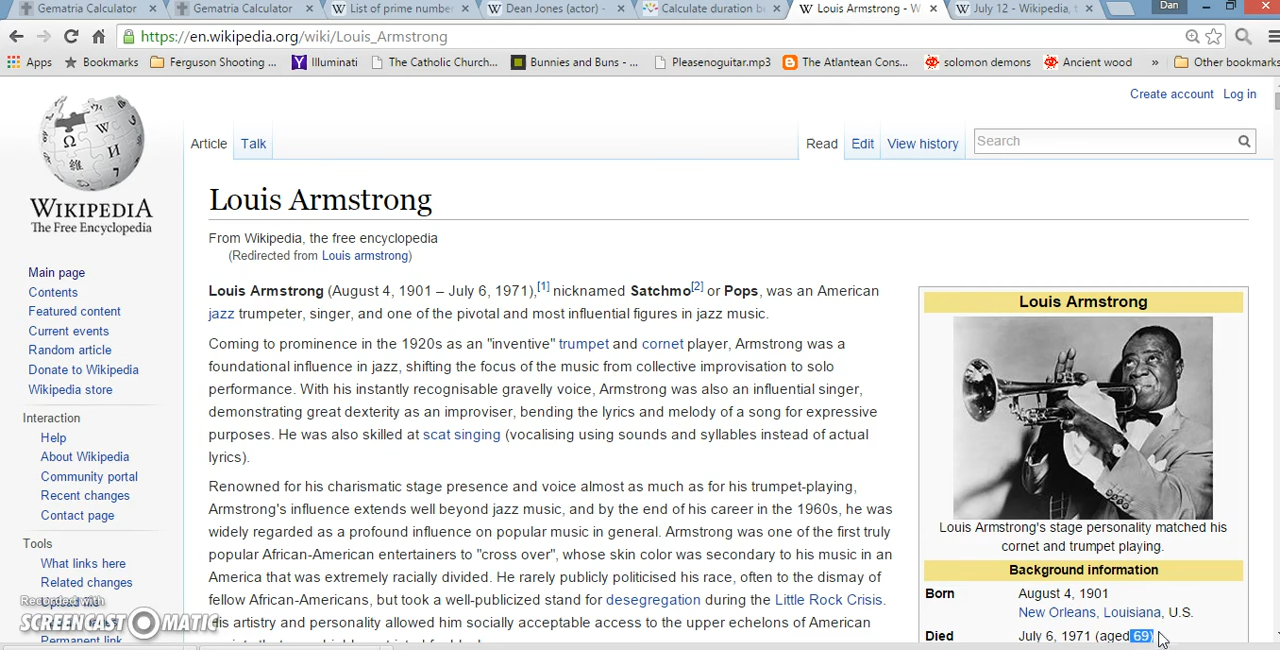 Gematria Calculator
Gematria Calculator
List of prime number
Dean Jones (actor) -
Calculate duration b
Louis Armstrong - W
July 12 - Wikipedia, t
Dan
https://en.wikipedia.org/wiki/Louis_Armstrong
Apps
Bookmarks
Ferguson Shooting ...
Illuminati
The Catholic Church...
Bunnies and Buns - ...
Pleasenoguitar.mp3
The Atlantean Cons...
solomon demons
Ancient wood
»
Other bookmarks
Create account Log in
WIKIPEDIA
The Free Encyclopedia
Article Talk
Read Edit View history
Search
Main page
Contents
Featured content
Current events
Random article
Donate to Wikipedia
Wikipedia store
Interaction
Help
About Wikipedia
Community portal
Recent changes
Contact page
Tools
What links here
Related changes
Upload file
Permanent link
Recorded with
SCREENCAST MATIC
Louis Armstrong
From Wikipedia, the free encyclopedia
(Redirected from Louis armstrong)
Louis Armstrong (August 4, 1901 – July 6, 1971),[1] nicknamed Satchmo[2] or Pops, was an American
jazz trumpeter, singer, and one of the pivotal and most influential figures in jazz music.
Coming to prominence in the 1920s as an "inventive" trumpet and cornet player, Armstrong was a
foundational influence in jazz, shifting the focus of the music from collective improvisation to solo
performance. With his instantly recognisable gravelly voice, Armstrong was also an influential singer,
demonstrating great dexterity as an improviser, bending the lyrics and melody of a song for expressive
purposes. He was also skilled at scat singing (vocalising using sounds and syllables instead of actual
lyrics).
Renowned for his charismatic stage presence and voice almost as much as for his trumpet-playing,
Armstrong's influence extends well beyond jazz music, and by the end of his career in the 1960s, he was
widely regarded as a profound influence on popular music in general. Armstrong was one of the first truly
popular African-American entertainers to "cross over", whose skin color was secondary to his music in an
America that was extremely racially divided. He rarely publicly politicised his race, often to the dismay of
fellow African-Americans, but took a well-publicized stand for desegregation during the Little Rock Crisis.
His artistry and personality allowed him socially acceptable access to the upper echelons of American
Louis Armstrong
Louis Armstrong's stage personality matched his
cornet and trumpet playing.
Background information
Born August 4, 1901
New Orleans, Louisiana, U.S.
Died July 6, 1971 (aged 69)